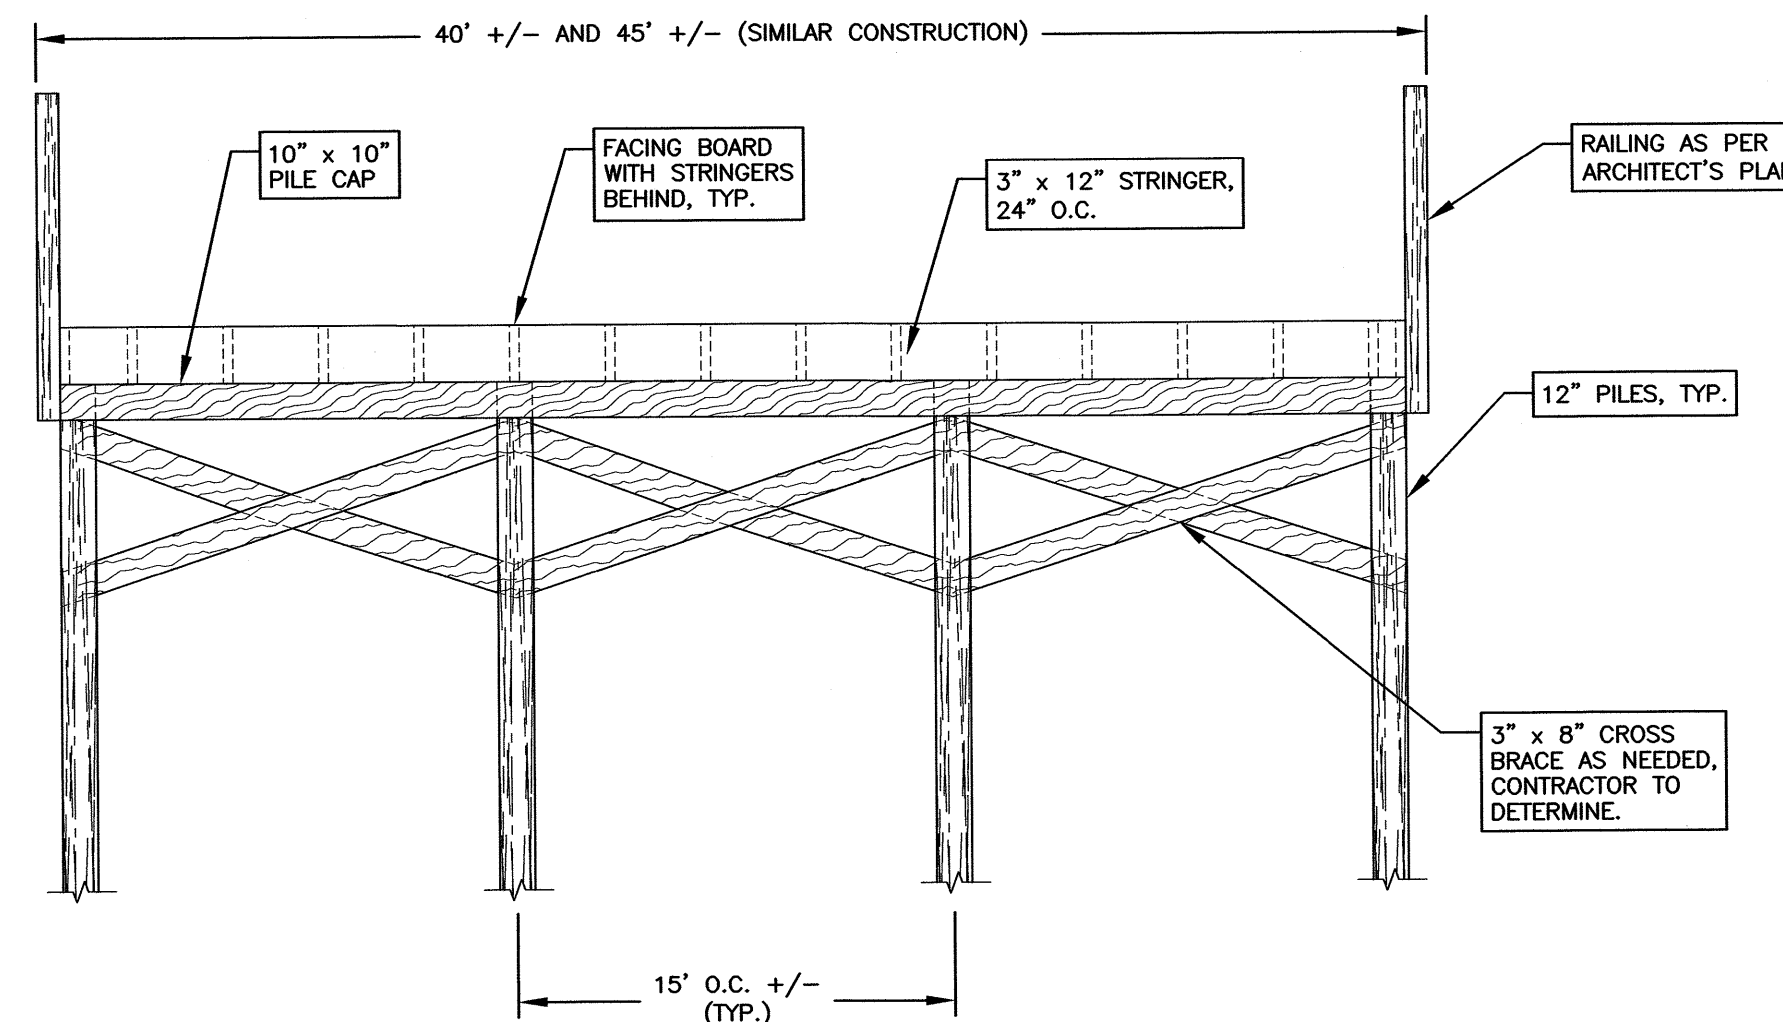 40' +/- AND 45' +/- (SIMILAR CONSTRUCTION)
10" x 10"
PILE CAP
FACING BOARD
WITH STRINGERS
BEHIND, TYP.
3" x 12" STRINGER,
24" O.C.
RAILING AS PER
ARCHITECT'S
12" PILES, TYP.
3" x 8" CROSS
BRACE AS NEEDED,
CONTRACTOR TO
DETERMINE.
15' O.C. +/-
(TYP.)